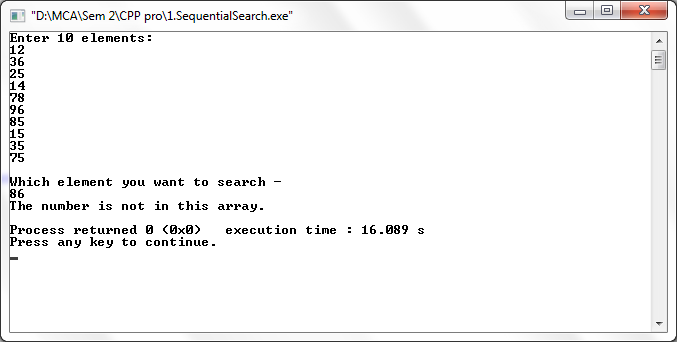 "D:\MCA\Sem 2\CPP pro\1.SequentialSearch.exe"
Enter 10 elements:
12
36
25
14
78
96
85
15
35
75
Which element you want to search -
86
The number is not in this array.
Process returned 0 (0x0)   execution time : 16.089 s
Press any key to continue.